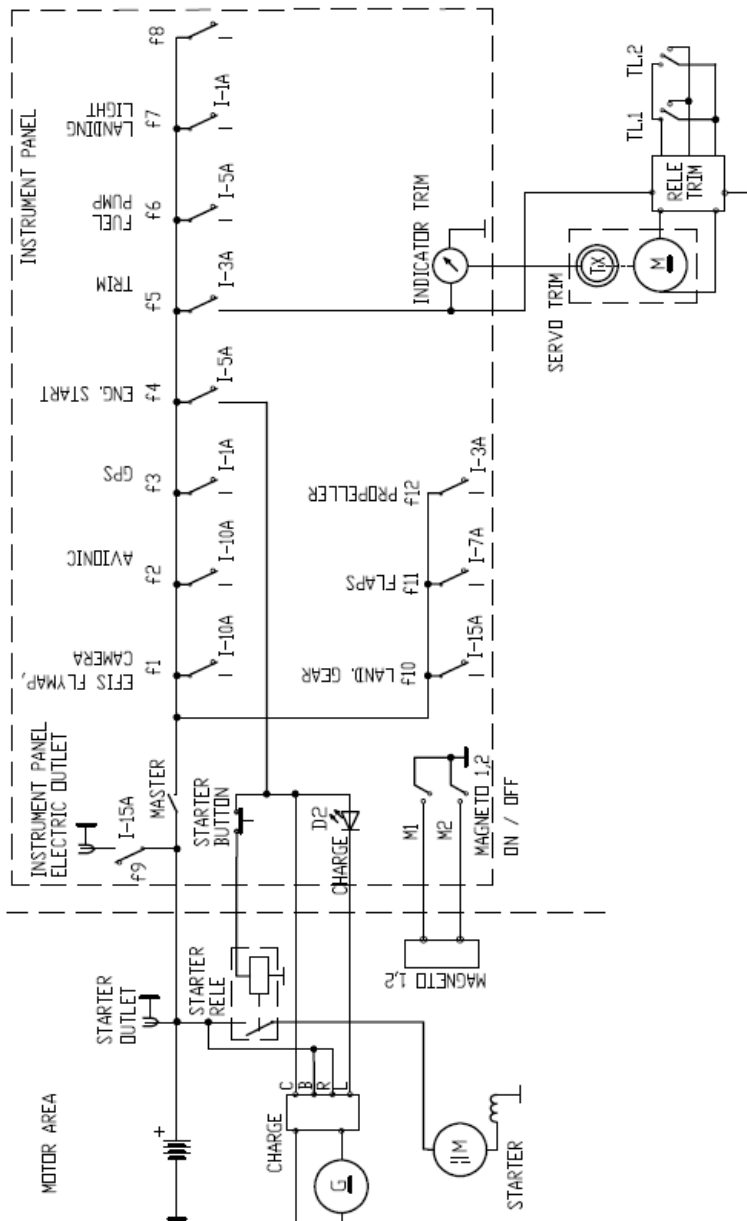 INSTRUMENT PANEL
f8
LANDING
LIGHT
f7
I-1A
FUEL
PUMP
f6
I-5A
TRIM
f5
I-3A
ENG. START
f4
I-5A
GPS
f3
I-1A
AVIONIC
f2
I-10A
EFIS FLYMAP,
CAMERA
f1
I-10A
PROPELLER
f12
I-3A
FLAPS
f11
I-7A
LAND. GEAR
f10
I-15A
INDICATOR TRIM
SERVO TRIM
TX
M
RELE
TRIM
TL.1
TL.2
INSTRUMENT PANEL
ELECTRIC OUTLET
f9
I-15A
MASTER
STARTER
BUTTON
D2
CHARGE
M1
M2
MAGNETO 1,2
ON / OFF
MAGNETO 1,2
MOTOR AREA
STARTER
OUTLET
+
STARTER
RELE
CHARGE
C
B
R
L
G
M
STARTER